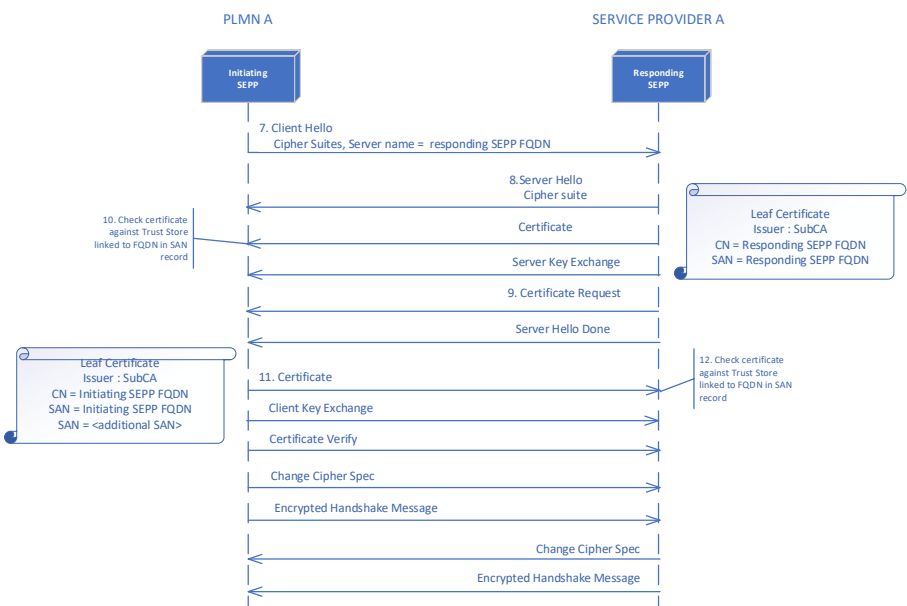 PLMN A
SERVICE PROVIDER A
Initiating
SEPP
Responding
SEPP
7. Client Hello
Cipher Suites, Server name = responding SEPP FQDN
8.Server Hello
Cipher suite
10. Check certificate
against Trust Store
linked to FQDN in SAN
record
Certificate
Leaf Certificate
Issuer : SubCA
CN = Responding SEPP FQDN
SAN = Responding SEPP FQDN
Server Key Exchange
9. Certificate Request
Server Hello Done
Leaf Certificate
Issuer : SubCA
CN = Initiating SEPP FQDN
SAN = Initiating SEPP FQDN
SAN = <additional SAN>
11. Certificate
12. Check certificate
against Trust Store
linked to FQDN in SAN
record
Client Key Exchange
Certificate Verify
Change Cipher Spec
Encrypted Handshake Message
Change Cipher Spec
Encrypted Handshake Message